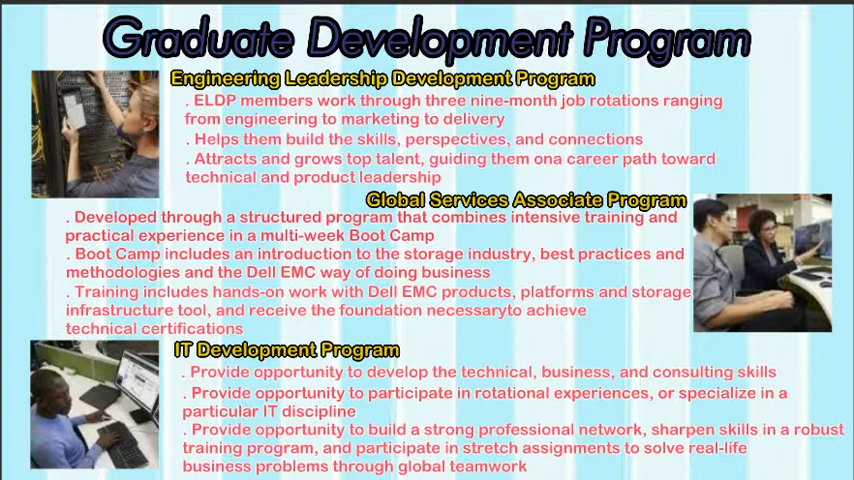 Graduate Development Program
Engineering Leadership Development Program
. ELDP members work through three nine-month job rotations ranging
from engineering to marketing to delivery
. Helps them build the skills, perspectives, and connections
. Attracts and grows top talent, guiding them ona career path toward
technical and product leadership
Global Services Associate Program
. Developed through a structured program that combines intensive training and
practical experience in a multi-week Boot Camp
. Boot Camp includes an introduction to the storage industry, best practices and
methodologies and the Dell EMC way of doing business
. Training includes hands-on work with Dell EMC products, platforms and storage
infrastructure tool, and receive the foundation necessaryto achieve
technical certifications
IT Development Program
. Provide opportunity to develop the technical, business, and consulting skills
. Provide opportunity to participate in rotational experiences, or specialize in a
particular IT discipline
. Provide opportunity to build a strong professional network, sharpen skills in a robust
training program, and participate in stretch assignments to solve real-life
business problems through global teamwork